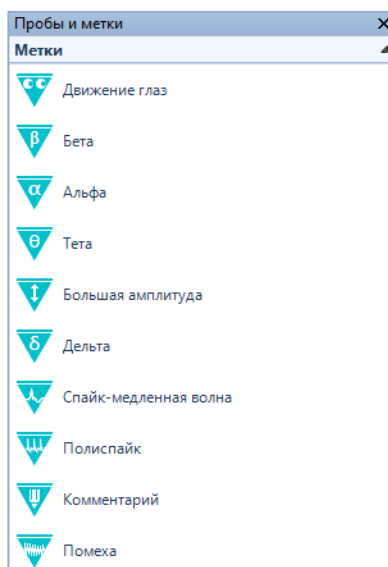 Пробы и метки
Метки
Движение глаз
β Бета
α Альфа
θ Тета
Большая амплитуда
δ Дельта
Спайк-медленная волна
Полиспайк
Комментарий
Помеха